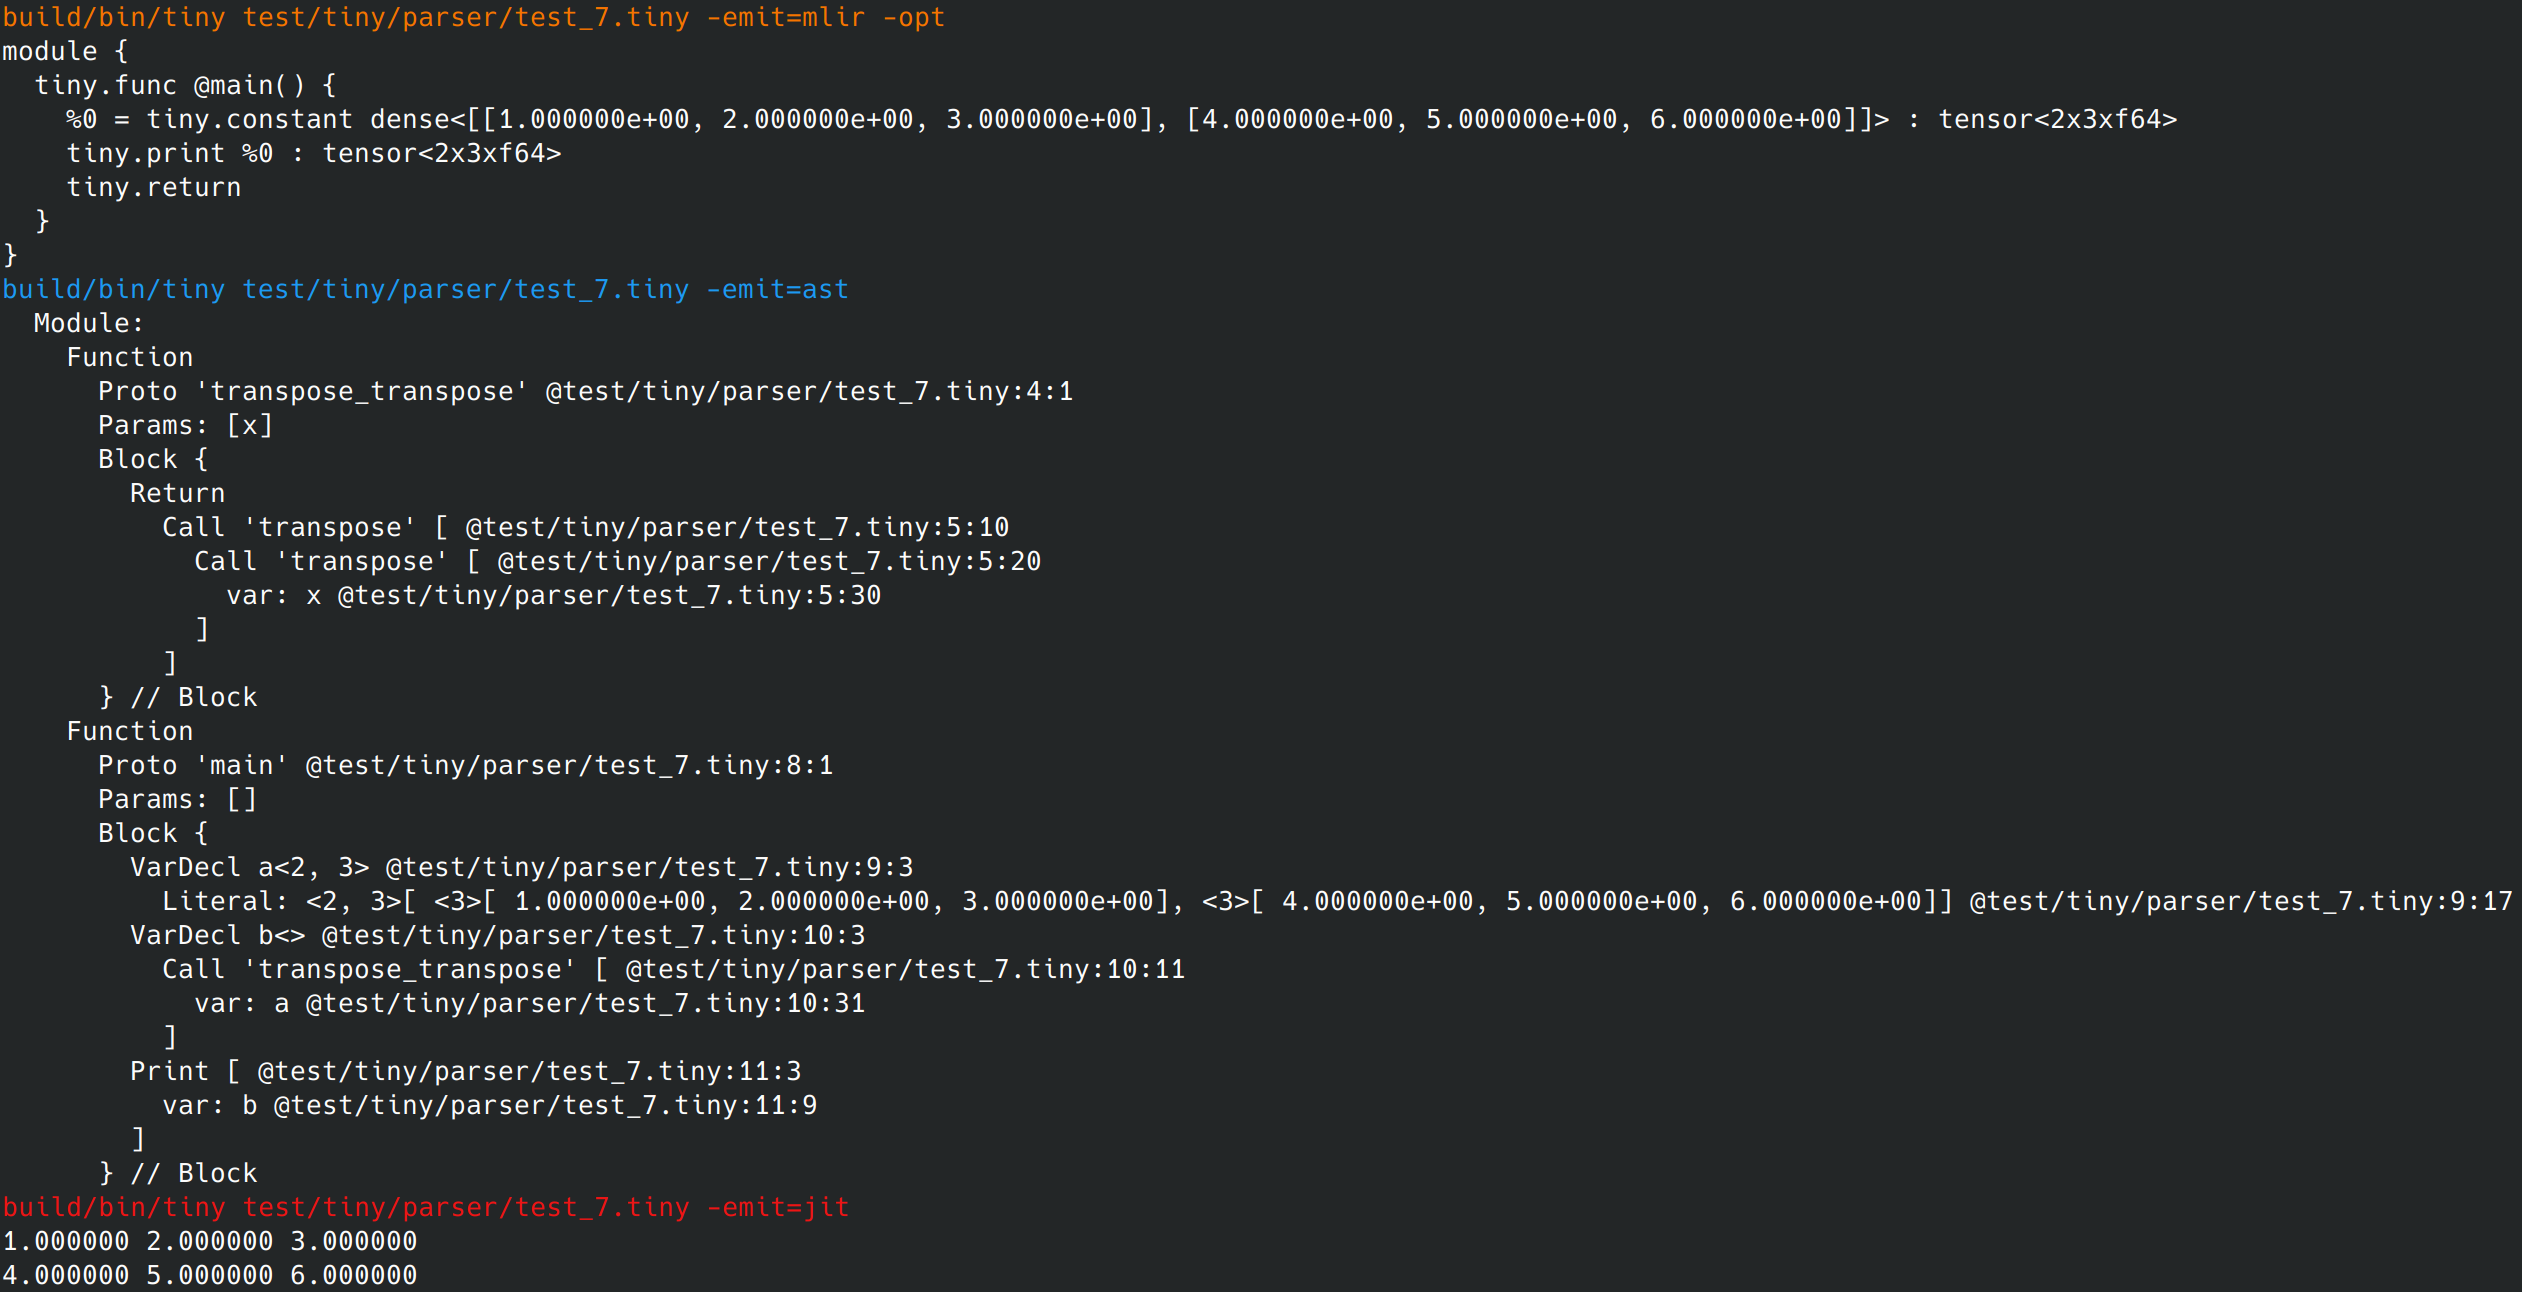 build/bin/tiny test/tiny/parser/test_7.tiny -emit=mlir -opt
module {
  tiny.func @main() {
    %0 = tiny.constant dense<[[1.000000e+00, 2.000000e+00, 3.000000e+00], [4.000000e+00, 5.000000e+00, 6.000000e+00]]> : tensor<2x3xf64>
    tiny.print %0 : tensor<2x3xf64>
    tiny.return
  }
}
build/bin/tiny test/tiny/parser/test_7.tiny -emit=ast
  Module:
    Function
      Proto 'transpose_transpose' @test/tiny/parser/test_7.tiny:4:1
      Params: [x]
      Block {
        Return
          Call 'transpose' [ @test/tiny/parser/test_7.tiny:5:10
            Call 'transpose' [ @test/tiny/parser/test_7.tiny:5:20
              var: x @test/tiny/parser/test_7.tiny:5:30
            ]
          ]
      } // Block
    Function
      Proto 'main' @test/tiny/parser/test_7.tiny:8:1
      Params: []
      Block {
        VarDecl a<2, 3> @test/tiny/parser/test_7.tiny:9:3
          Literal: <2, 3>[ <3>[ 1.000000e+00, 2.000000e+00, 3.000000e+00], <3>[ 4.000000e+00, 5.000000e+00, 6.000000e+00]] @test/tiny/parser/test_7.tiny:9:17
        VarDecl b<> @test/tiny/parser/test_7.tiny:10:3
          Call 'transpose_transpose' [ @test/tiny/parser/test_7.tiny:10:11
            var: a @test/tiny/parser/test_7.tiny:10:31
          ]
        Print [ @test/tiny/parser/test_7.tiny:11:3
          var: b @test/tiny/parser/test_7.tiny:11:9
        ]
      } // Block
build/bin/tiny test/tiny/parser/test_7.tiny -emit=jit
1.000000 2.000000 3.000000
4.000000 5.000000 6.000000